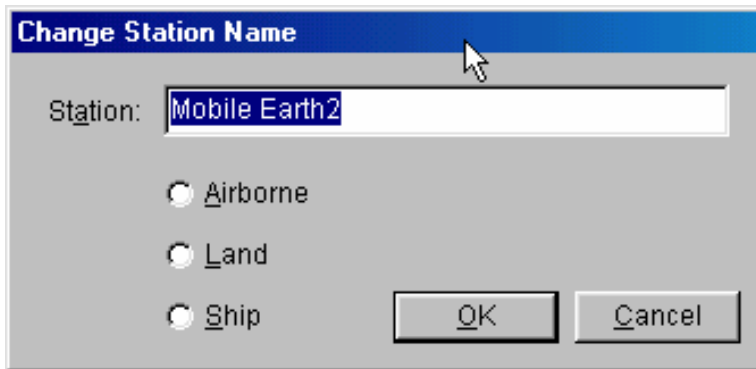 Change Station Name
Station: Mobile Earth2
Airborne
Land
Ship OK Cancel